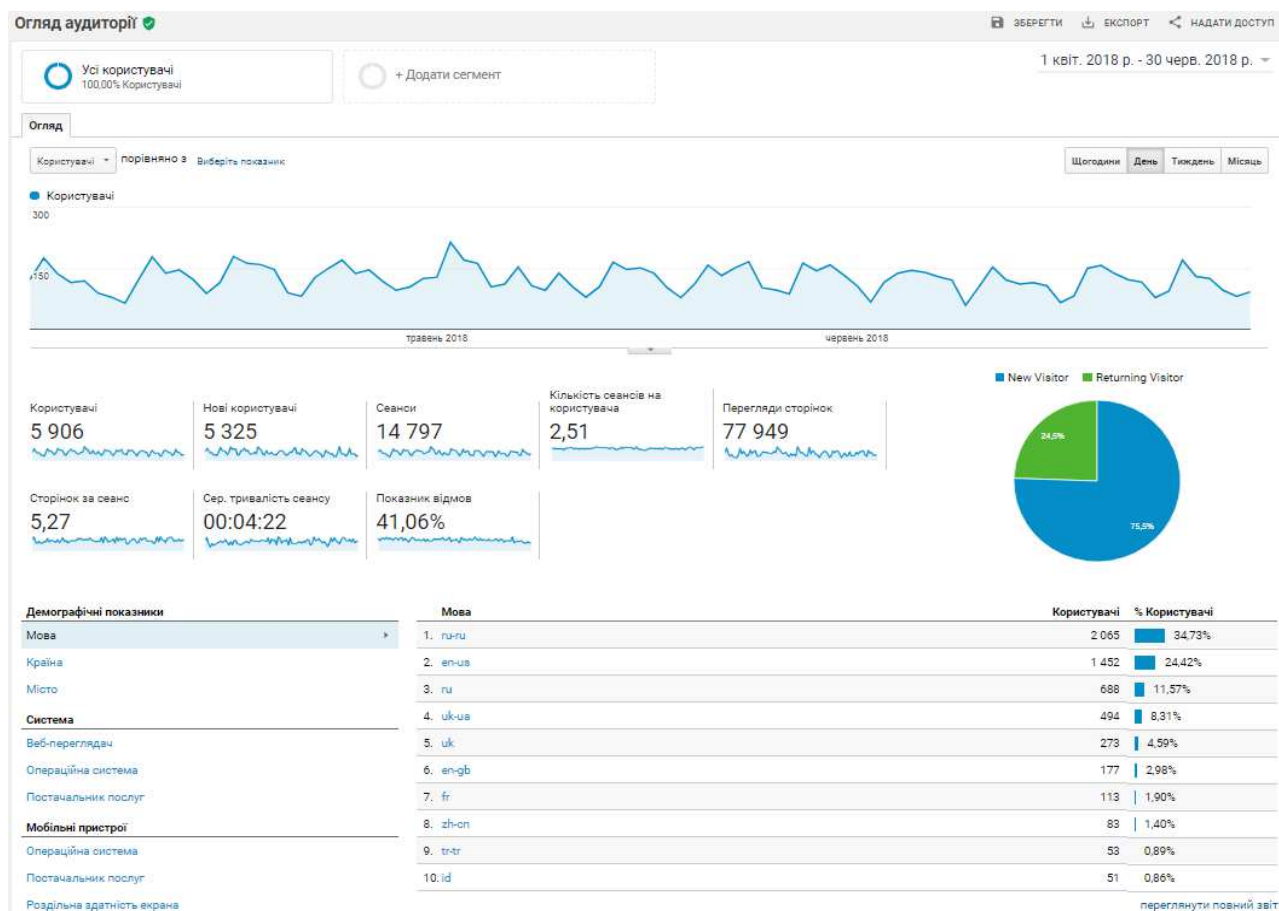 Огляд аудиторії
ЗБЕРЕГТИ ЕКСПОРТ НАДАТИ ДОСТУП
Усі користувачі
100,00% Користувачі
+ Додати сегмент
1 квіт. 2018 р. - 30 черв. 2018 р.
Огляд
Користувачі порівняно з Виберіть показник
Щогодини День Тиждень Місяць
Користувачі
300
150
травень 2018 червень 2018
New Visitor Returning Visitor
Користувачі
5 906
Нові користувачі
5 325
Сеанси
14 797
Кількість сеансів на
користувача
2,51
Перегляди сторінок
77 949
24,5%
75,5%
Сторінок за сеанс
5,27
Сер. тривалість сеансу
00:04:22
Показник відмов
41,06%
Демографічні показники
Мова
Країна
Місто
Система
Веб-переглядач
Операційна система
Постачальник послуг
Мобільні пристрої
Операційна система
Постачальник послуг
Роздільна здатність екрана
Мова Користувачі % Користувачі
1. ru-ru 2 065 34,73%
2. en-us 1 452 24,42%
3. ru 688 11,57%
4. uk-ua 494 8,31%
5. uk 273 4,59%
6. en-gb 177 2,98%
7. fr 113 1,90%
8. zh-cn 83 1,40%
9. tr-tr 53 0,89%
10. id 51 0,86%
переглянути повний звіт